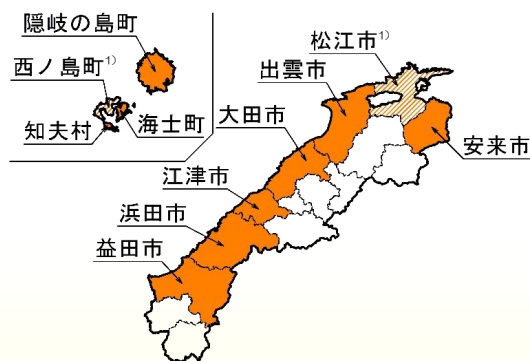 隠岐の島町
西ノ島町1)
知夫村
海士町
松江市1)
出雲市
大田市
安来市
江津市
浜田市
益田市